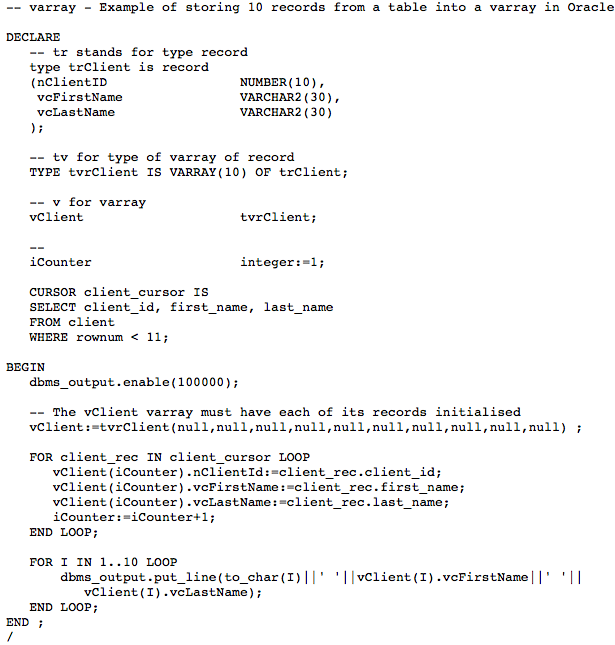 -- varray - Example of storing 10 records from a table into a varray in Oracle
DECLARE
-- tr stands for type record
type trClient is record
(nClientID NUMBER(10),
vcFirstName VARCHAR2(30),
vcLastName VARCHAR2(30)
);
-- tv for type of varray of record
TYPE tvrClient IS VARRAY(10) OF trClient;
-- v for varray
vClient tvrClient;
--
iCounter integer:=1;
CURSOR client_cursor IS
SELECT client_id, first_name, last_name
FROM client
WHERE rownum < 11;
BEGIN
dbms_output.enable(100000);
-- The vClient varray must have each of its records initialised
vClient:=tvrClient(null,null,null,null,null,null,null,null,null,null) ;
FOR client_rec IN client_cursor LOOP
vClient(iCounter).nClientId:=client_rec.client_id;
vClient(iCounter).vcFirstName:=client_rec.first_name;
vClient(iCounter).vcLastName:=client_rec.last_name;
iCounter:=iCounter+1;
END LOOP;
FOR I IN 1..10 LOOP
dbms_output.put_line(to_char(I)||' '||vClient(I).vcFirstName||' '||
vClient(I).vcLastName);
END LOOP;
END ;
/